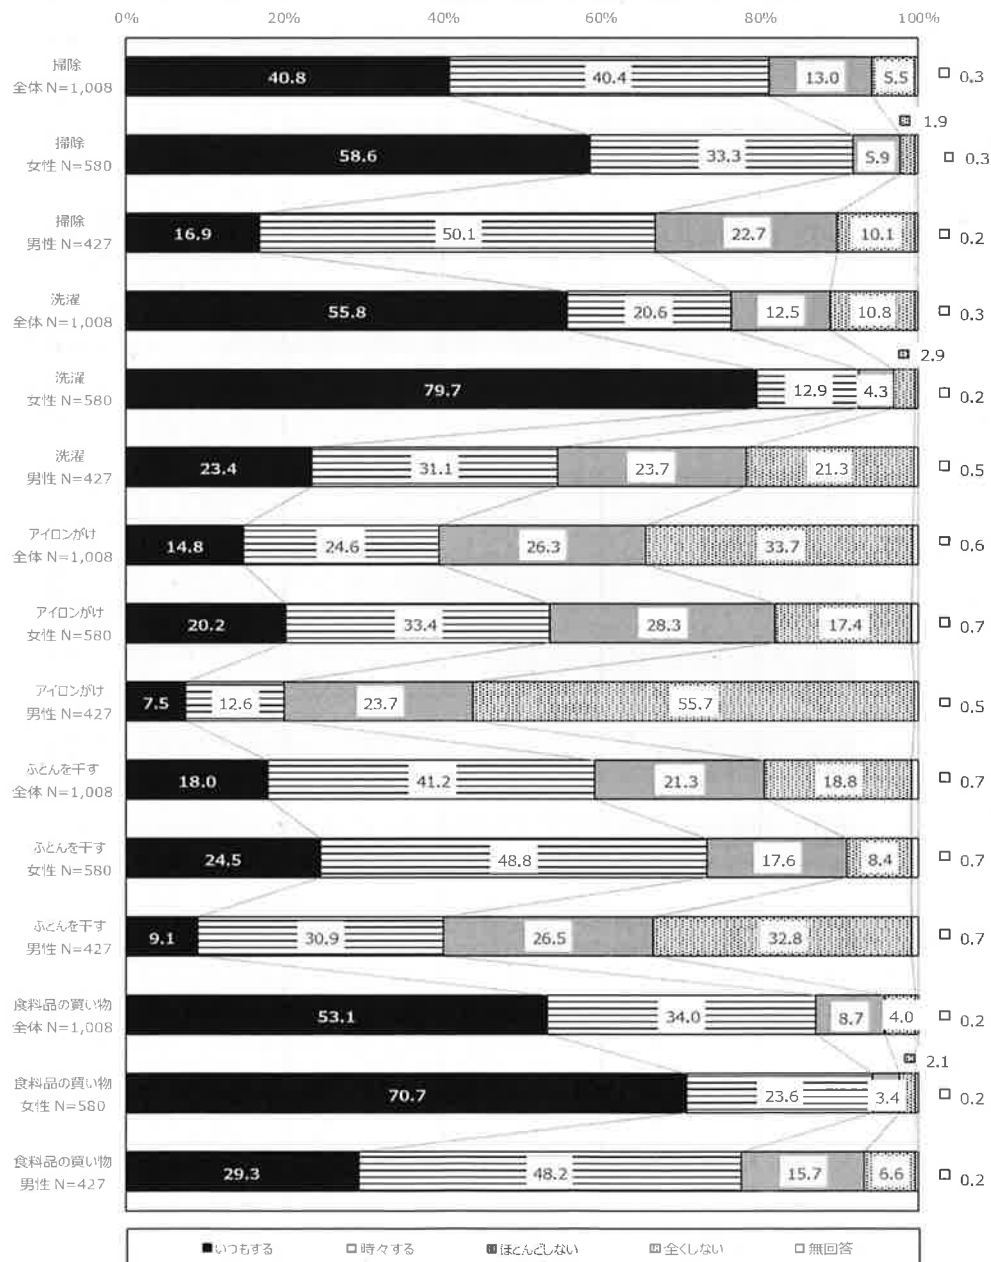 0% 20% 40% 60% 80% 100%
掃除
全体 N=1,008
40.8 40.4 13.0 5.5 □ 0.3
1.9
掃除
女性 N=580
58.6 33.3 5.9 □ 0.3
掃除
男性 N=427
16.9 50.1 22.7 10.1 □ 0.2
洗濯
全体 N=1,008
55.8 20.6 12.5 10.8 □ 0.3
2.9
洗濯
女性 N=580
79.7 12.9 4.3 □ 0.2
洗濯
男性 N=427
23.4 31.1 23.7 21.3 □ 0.5
アイロンがけ
全体 N=1,008
14.8 24.6 26.3 33.7 □ 0.6
アイロンがけ
女性 N=580
20.2 33.4 28.3 17.4 □ 0.7
アイロンがけ
男性 N=427
7.5 12.6 23.7 55.7 □ 0.5
ふとんを干す
全体 N=1,008
18.0 41.2 21.3 18.8 □ 0.7
ふとんを干す
女性 N=580
24.5 48.8 17.6 8.4 □ 0.7
ふとんを干す
男性 N=427
9.1 30.9 26.5 32.8 □ 0.7
食料品の買い物
全体 N=1,008
53.1 34.0 8.7 4.0 □ 0.2
2.1
食料品の買い物
女性 N=580
70.7 23.6 3.4 □ 0.2
食料品の買い物
男性 N=427
29.3 48.2 15.7 6.6 □ 0.2
■いつもする □時々する ■ほとんどしない □全くしない □無回答